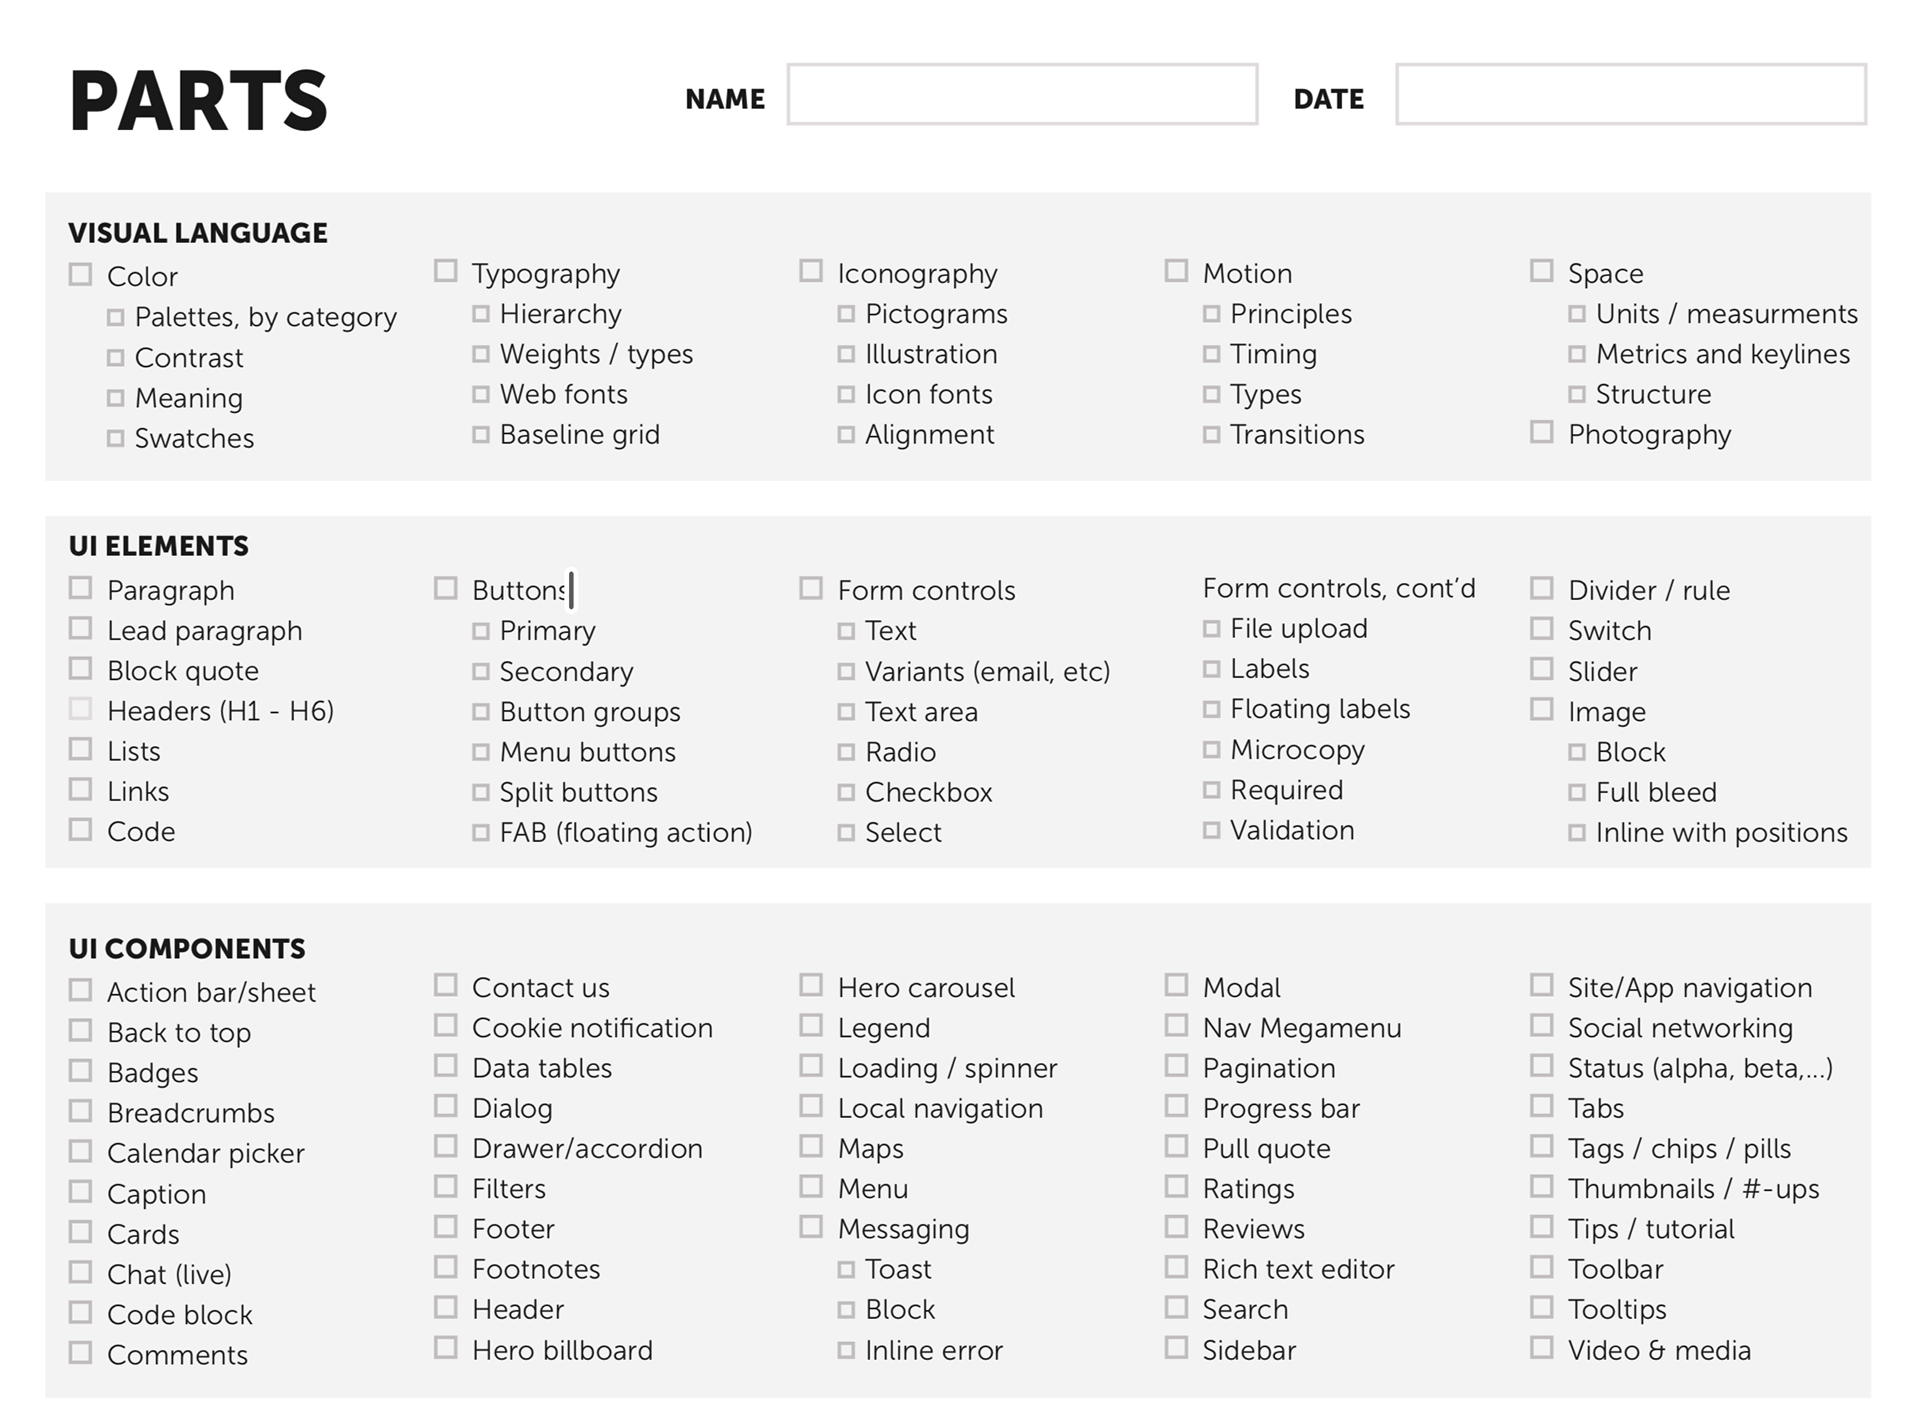 PARTS
NAME
DATE
VISUAL LANGUAGE
Color
Palettes, by category
Contrast
Meaning
Swatches
Typography
Hierarchy
Weights / types
Web fonts
Baseline grid
Iconography
Pictograms
Illustration
Icon fonts
Alignment
Motion
Principles
Timing
Types
Transitions
Space
Units / measurments
Metrics and keylines
Structure
Photography
UI ELEMENTS
Paragraph
Lead paragraph
Block quote
Headers (H1 - H6)
Lists
Links
Code
Buttons
Primary
Secondary
Button groups
Menu buttons
Split buttons
FAB (floating action)
Form controls
Text
Variants (email, etc)
Text area
Radio
Checkbox
Select
Form controls, cont’d
File upload
Labels
Floating labels
Microcopy
Required
Validation
Divider / rule
Switch
Slider
Image
Block
Full bleed
Inline with positions
UI COMPONENTS
Action bar/sheet
Back to top
Badges
Breadcrumbs
Calendar picker
Caption
Cards
Chat (live)
Code block
Comments
Contact us
Cookie notification
Data tables
Dialog
Drawer/accordion
Filters
Footer
Footnotes
Header
Hero billboard
Hero carousel
Legend
Loading / spinner
Local navigation
Maps
Menu
Messaging
Toast
Block
Inline error
Modal
Nav Megamenu
Pagination
Progress bar
Pull quote
Ratings
Reviews
Rich text editor
Search
Sidebar
Site/App navigation
Social networking
Status (alpha, beta,...)
Tabs
Tags / chips / pills
Thumbnails / #-ups
Tips / tutorial
Toolbar
Tooltips
Video & media